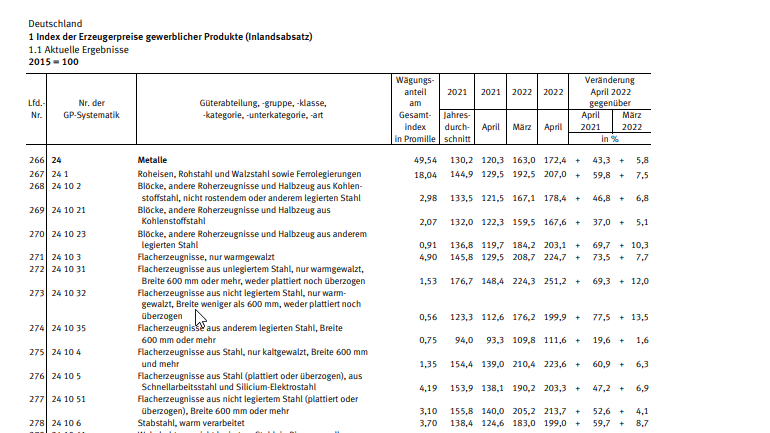 Deutschland
1 Index der Erzeugerpreise gewerblicher Produkte (Inlandsabsatz)
1.1 Aktuelle Ergebnisse
2015 = 100
Lfd.- Nr. | Nr. der GP-Systematik | Güterabteilung, -gruppe, -klasse, -kategorie, -unterkategorie, -art | Wägungs- anteil am Gesamt- index in Promille | 2021 Jahres- durch- schnitt | 2021 April | 2022 März | 2022 April | Veränderung April 2022 gegenüber April 2021 | März 2022 in %
266 24 Metalle 49,54 130,2 120,3 163,0 172,4 + 43,3 + 5,8
267 24 1 Roheisen, Rohstahl und Walzstahl sowie Ferrolegierungen 18,04 144,9 129,5 192,5 207,0 + 59,8 + 7,5
268 24 10 2 Blöcke, andere Roherzeugnisse und Halbzeug aus Kohlen-
stoffstahl, nicht rostendem oder anderem legierten Stahl 2,98 133,5 121,5 167,1 178,4 + 46,8 + 6,8
269 24 10 21 Blöcke, andere Roherzeugnisse und Halbzeug aus
Kohlenstoffstahl 2,07 132,0 122,3 159,5 167,6 + 37,0 + 5,1
270 24 10 23 Blöcke, andere Roherzeugnisse und Halbzeug aus anderem
legierten Stahl 0,91 136,8 119,7 184,2 203,1 + 69,7 + 10,3
271 24 10 3 Flacherzeugnisse, nur warmgewalzt 4,90 145,8 129,5 208,7 224,7 + 73,5 + 7,7
272 24 10 31 Flacherzeugnisse aus unlegiertem Stahl, nur warmgewalzt,
Breite 600 mm oder mehr, weder plattiert noch überzogen 1,53 176,7 148,4 224,3 251,2 + 69,3 + 12,0
273 24 10 32 Flacherzeugnisse aus nicht legiertem Stahl, nur warm-
gewalzt, Breite weniger als 600 mm, weder plattiert noch
überzogen 0,56 123,3 112,6 176,2 199,9 + 77,5 + 13,5
274 24 10 35 Flacherzeugnisse aus anderem legierten Stahl, Breite
600 mm oder mehr 0,75 94,0 93,3 109,8 111,6 + 19,6 + 1,6
275 24 10 4 Flacherzeugnisse aus Stahl, nur kaltgewalzt, Breite 600 mm
und mehr 1,35 154,4 139,0 210,4 223,6 + 60,9 + 6,3
276 24 10 5 Flacherzeugnisse aus Stahl (plattiert oder überzogen), aus
Schnellarbeitsstahl und Silicium-Elektrostahl 4,19 153,9 138,1 190,2 203,3 + 47,2 + 6,9
277 24 10 51 Flacherzeugnisse aus nicht legiertem Stahl (plattiert oder
überzogen), Breite 600 mm oder mehr 3,10 155,8 140,0 205,2 213,7 + 52,6 + 4,1
278 24 10 6 Stabstahl, warm verarbeitet 3,70 138,4 124,6 183,0 199,0 + 59,7 + 8,7